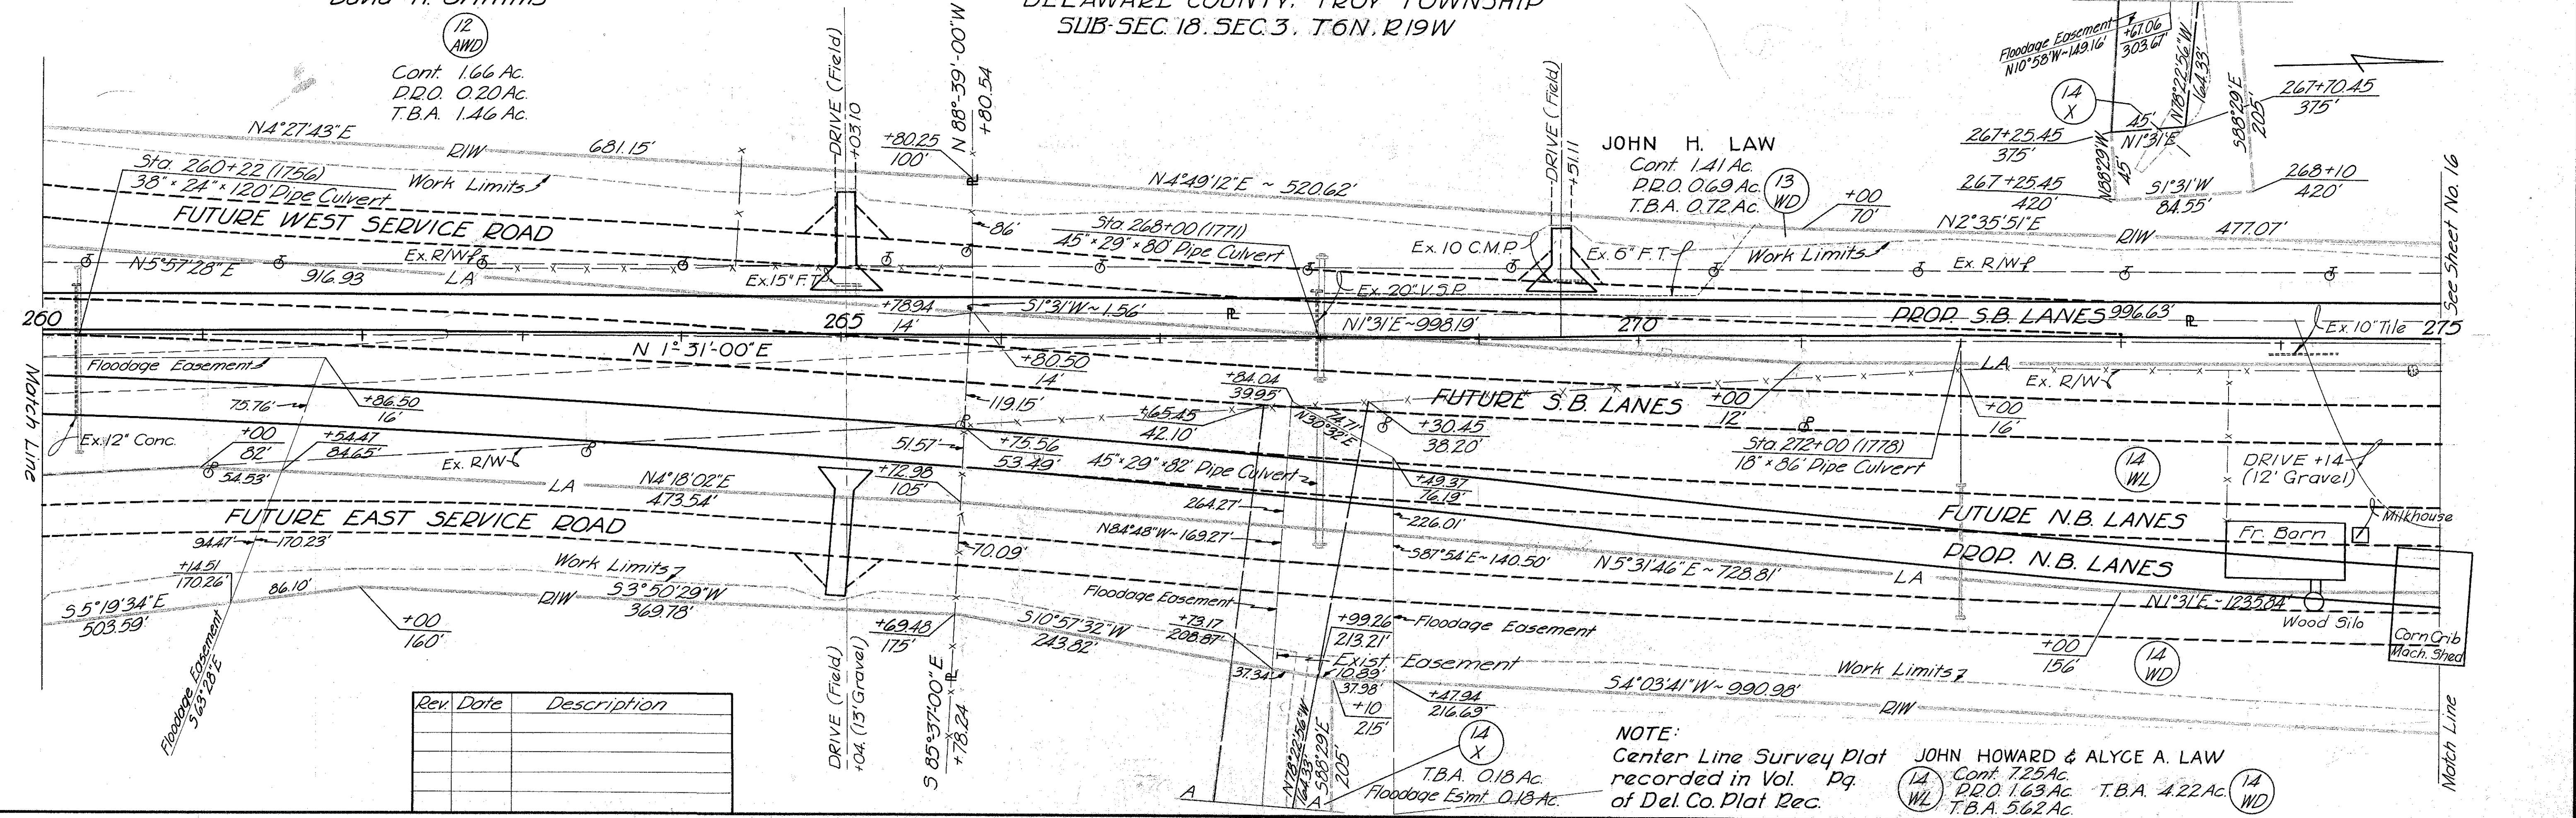 DELAWARE COUNTY, TROY TOWNSHIP
SUB-SEC. 18. SEC. 3, T6N, R19W
12
AWD
Cont. 1.66 Ac.
P.R.O. 0.20 Ac.
T.B.A. 1.46 Ac.
N4°27'43"E
R/W
681.15'
Sta. 260+22 (1756)
38" × 24" × 120' Pipe Culvert
Work Limits
FUTURE WEST SERVICE ROAD
N5°57'28"E
916.93
Ex. R/W
LA
Ex. 15" F.T.
DRIVE (Field)
+03.10
+80.25
100'
N 88°-39'-00"W
+80.54
86'
N4°49'12"E ~ 520.62'
Sta. 268+00 (1771)
45" × 29" × 80' Pipe Culvert
Ex. 20" V.S.P.
Ex. 10 C.M.P.
DRIVE (Field)
+51.11
Ex. 6" F.T.
JOHN H. LAW
Cont. 1.41 Ac.
P.R.O. 0.69 Ac.
T.B.A. 0.72 Ac.
13
WD
+00
70'
Work Limits
Ex. R/W
N2°35'51"E
R/W
477.07'
Floodage Easement
N10°58'W~149.16'
+67.06
303.67'
N78°22'56"W
164.33'
S88°29'E
205'
267+70.45
375'
14
X
45'
N1°31'E
267+25.45
375'
N88°29'W
45'
267+25.45
420'
S1°31'W
84.55'
268+10
420'
See Sheet No. 16
260
265
270
275
+78.94
14'
S1°31'W~1.56'
N1°31'E~998.19'
PROP. S.B. LANES
996.63'
Ex. 10" Tile
N 1°-31'-00"E
+80.50
14'
Match Line
Floodage Easement
75.76'
+86.50
16'
Ex. 12" Conc.
+00
82'
+54.47
84.65'
54.53'
Ex. R/W
LA
N4°18'02"E
473.54'
119.15'
51.57'
+75.56
53.49'
+72.98
105'
+65.45
42.10'
+84.04
39.95'
74.71'
N30°32'E
+30.45
38.20'
45" × 29" × 82' Pipe Culvert
FUTURE S.B. LANES
+00
12'
LA
Ex. R/W
+00
16'
Sta. 272+00 (1778)
18" × 86' Pipe Culvert
14
WL
DRIVE +14
(12' Gravel)
FUTURE EAST SERVICE ROAD
94.47'
170.23'
+14.51
170.26'
86.10'
S5°19'34"E
503.59'
Work Limits
R/W
S3°50'29"W
369.78'
+00
160'
Floodage Easement
S63°28'E
264.27'
N84°48'W~169.27'
70.09'
+49.37
76.19'
226.01'
S87°54'E~140.50'
N5°31'46"E ~ 728.81'
LA
FUTURE N.B. LANES
PROP. N.B. LANES
Fr. Barn
Milkhouse
N1°31'E~1235.84'
Wood Silo
Corn Crib
Mach. Shed
+69.48
175'
S10°57'32"W
243.82'
Floodage Easement
+73.17
208.87'
+99.26
213.21'
Floodage Easement
Exist. Easement
37.34'
10.89'
37.98'
+10
215'
+47.94
216.69'
S4°03'41"W~990.98'
Work Limits
R/W
+00
156'
14
WD
DRIVE (Field)
+04. (13' Gravel)
S 85°-37'-00"E
+78.24
Rev. Date Description
A
A
N78°22'56"W
164.33'
S88°29'E
205'
14
X
T.B.A. 0.18 Ac.
Floodage Esmt. 0.18 Ac.
NOTE:
Center Line Survey Plat
recorded in Vol. Pg.
of Del. Co. Plat Rec.
JOHN HOWARD & ALYCE A. LAW
14
WL
Cont. 7.25 Ac.
P.R.O. 1.63 Ac.
T.B.A. 5.62 Ac.
T.B.A. 4.22 Ac.
14
WD
Match Line